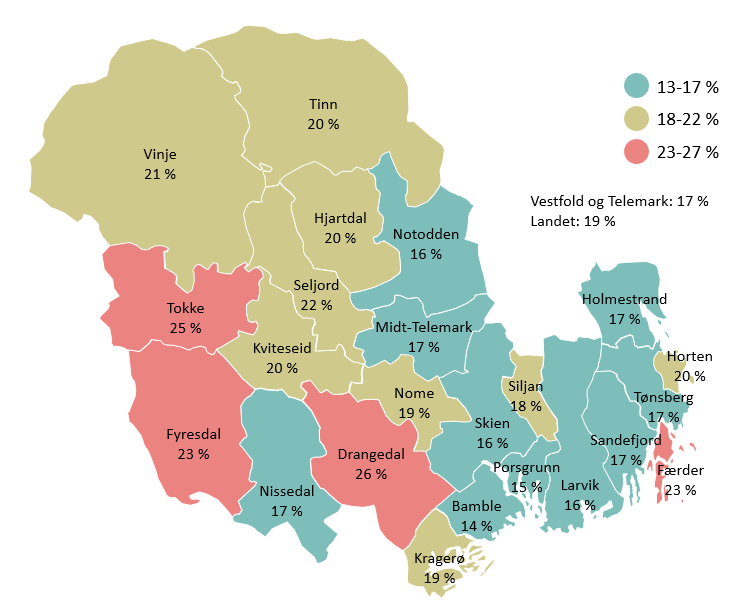 13-17 %
18-22 %
23-27 %
Vestfold og Telemark: 17 %
Landet: 19 %
Tinn
20 %
Vinje
21 %
Hjartdal
20 %
Notodden
16 %
Seljord
22 %
Holmestrand
17 %
Tokke
25 %
Midt-Telemark
17 %
Kviteseid
20 %
Horten
20 %
Siljan
18 %
Nome
19 %
Tønsberg
17 %
Skien
16 %
Fyresdal
23 %
Sandefjord
17 %
Drangedal
26 %
Porsgrunn
15 %
Færder
23 %
Larvik
16 %
Nissedal
17 %
Bamble
14 %
Kragerø
19 %